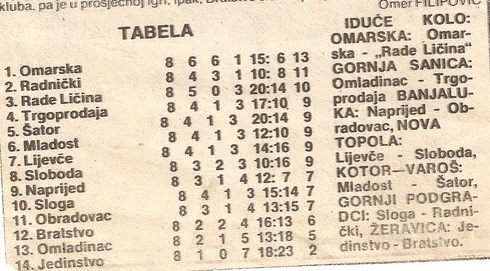 kluba, pa je u prosječnoj igri, ipak,
Omer FILIPOVIĆ
TABELA
1. Omarska 8 6 6 1 15: 6 13
2. Radnički 8 4 3 1 10: 8 11
3. Rade Ličina 8 5 0 3 20:14 10
4. Trgoprodaja 8 4 1 3 17:10 9
5. Šator 8 4 1 3 20:14 9
6. Mladost 8 4 1 3 12:10 9
7. Lijevče 8 4 1 3 14:16 9
8. Sloboda 8 3 2 3 10:16 9
9. Naprijed 8 3 1 4 12: 7 7
10. Sloga 8 4 1 3 15:14 7
11. Obradovac 8 3 1 4 13:15 7
12. Bratstvo 8 2 2 4 16:13 6
13. Omladinac 8 2 1 5 13:18 5
14. Jedinstvo 8 1 0 7 18:23 2
IDUĆE KOLO:
OMARSKA: Omar-
ska - „Rade Ličina"
GORNJA SANICA:
Omladinac - Trgo-
prodaja BANJALU-
KA: Naprijed - Ob-
radovac, NOVA
TOPOLA:
Lijevče - Sloboda,
KOTOR-VAROŠ:
Mladost - Šator,
GORNJI PODGRA-
DCI: Sloga - Radni-
čki, ŽERAVICA: Je-
dinstvo - Bratstvo.